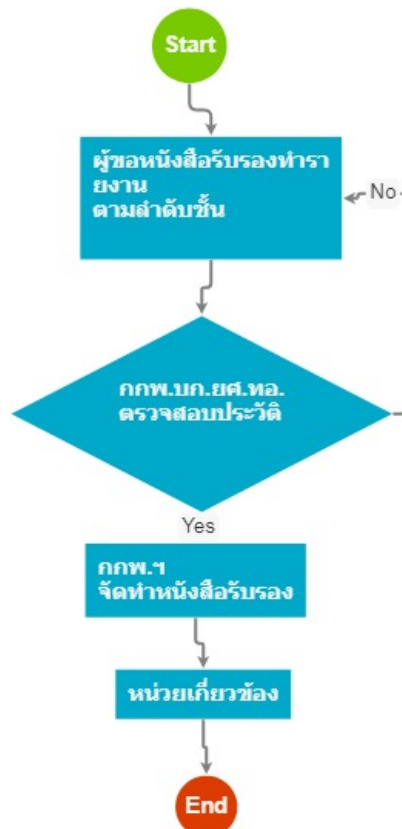 Start
ผู้ขอหนังสือรับรองทำรา
ยงาน
ตามลำดับชั้น
No
กกพ.บก.ยศ.ทอ.
ตรวจสอบประวัติ
Yes
กกพ.ฯ
จัดทำหนังสือรับรอง
หน่วยเกี่ยวข้อง
End